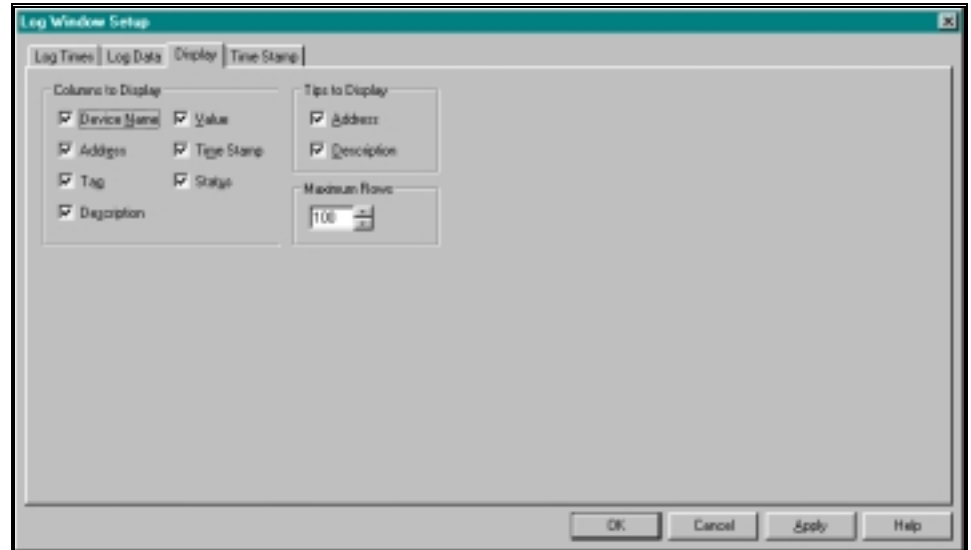 Log Window Setup
Log Times Log Data Display Time Stamp
Columns to Display
Device Name Value
Address Time Stamp
Tag Status
Description
Tips to Display
Address
Description
Maximum Rows
100
OK Cancel Apply Help